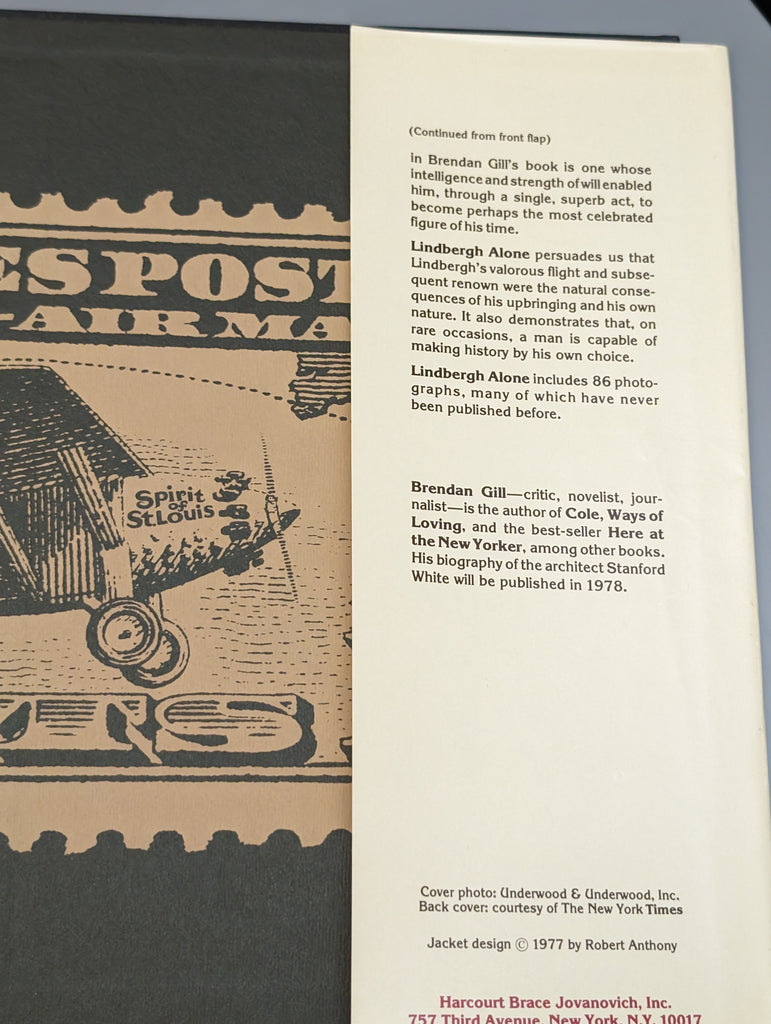 ES POST
-AIR MA
Spirit
of
St. Louis
TS
(Continued from front flap)
in Brendan Gill's book is one whose
intelligence and strength of will enabled
him, through a single, superb act, to
become perhaps the most celebrated
figure of his time.
Lindbergh Alone persuades us that
Lindbergh's valorous flight and subse-
quent renown were the natural conse-
quences of his upbringing and his own
nature. It also demonstrates that, on
rare occasions, a man is capable of
making history by his own choice.
Lindbergh Alone includes 86 photo-
graphs, many of which have never
been published before.
Brendan Gill—critic, novelist, jour-
nalist—is the author of Cole, Ways of
Loving, and the best-seller Here at
the New Yorker, among other books.
His biography of the architect Stanford
White will be published in 1978.
Cover photo: Underwood & Underwood, Inc.
Back cover: courtesy of The New York Times
Jacket design © 1977 by Robert Anthony
Harcourt Brace Jovanovich, Inc.
757 Third Avenue, New York, N.Y. 10017